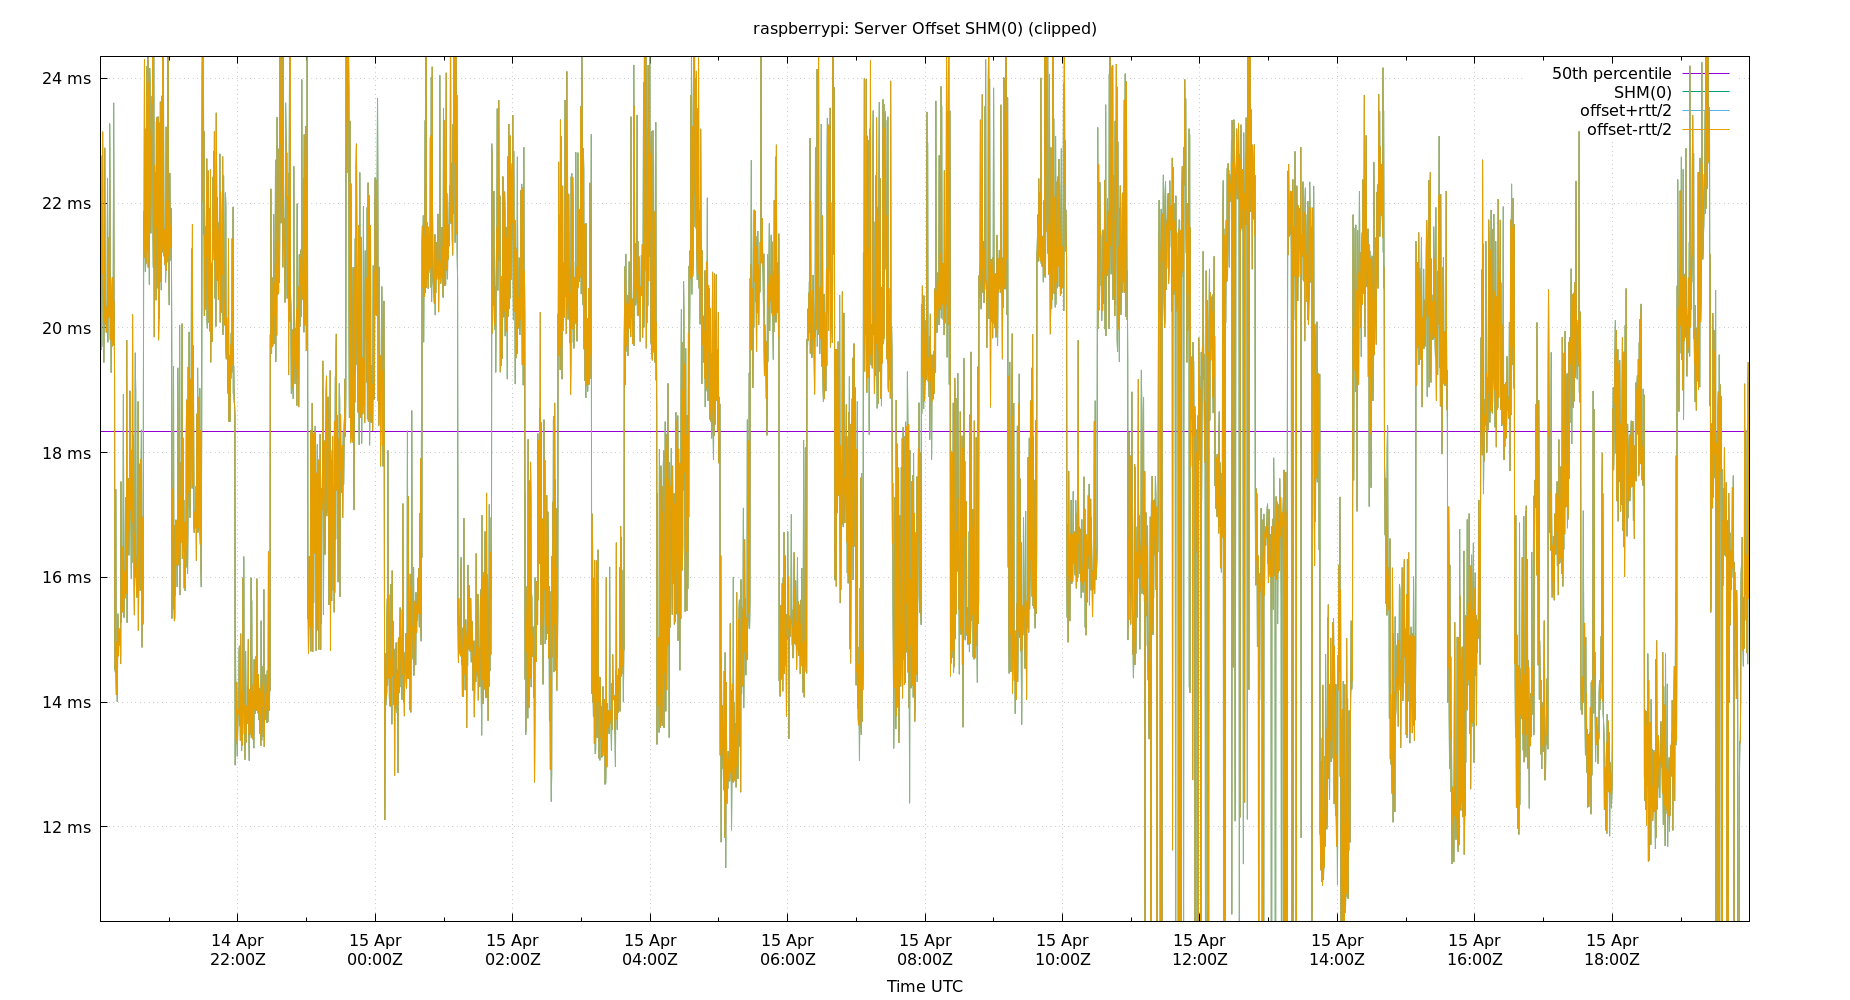 raspberrypi: Server Offset SHM(0) (clipped)
24 ms
22 ms
20 ms
18 ms
16 ms
14 ms
12 ms
50th percentile
SHM(0)
offset+rtt/2
offset-rtt/2
14 Apr
22:00Z
15 Apr
00:00Z
15 Apr
02:00Z
15 Apr
04:00Z
15 Apr
06:00Z
15 Apr
08:00Z
15 Apr
10:00Z
15 Apr
12:00Z
15 Apr
14:00Z
15 Apr
16:00Z
15 Apr
18:00Z
Time UTC